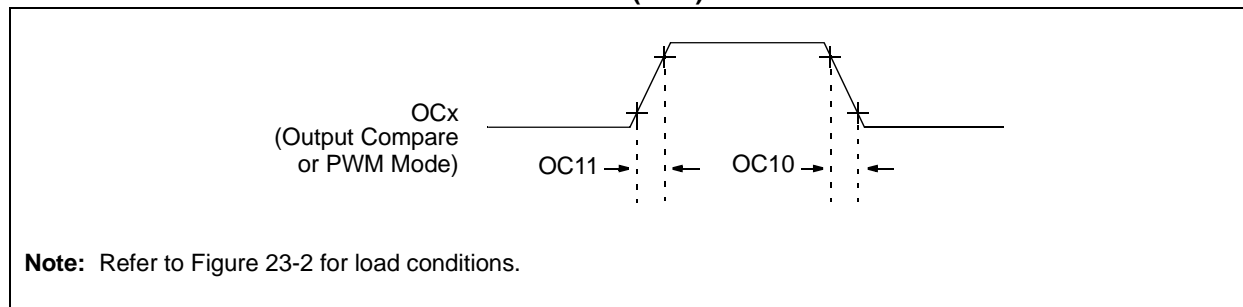 OCx
(Output Compare
or PWM Mode)
OC11
OC10
Note: Refer to Figure 23-2 for load conditions.